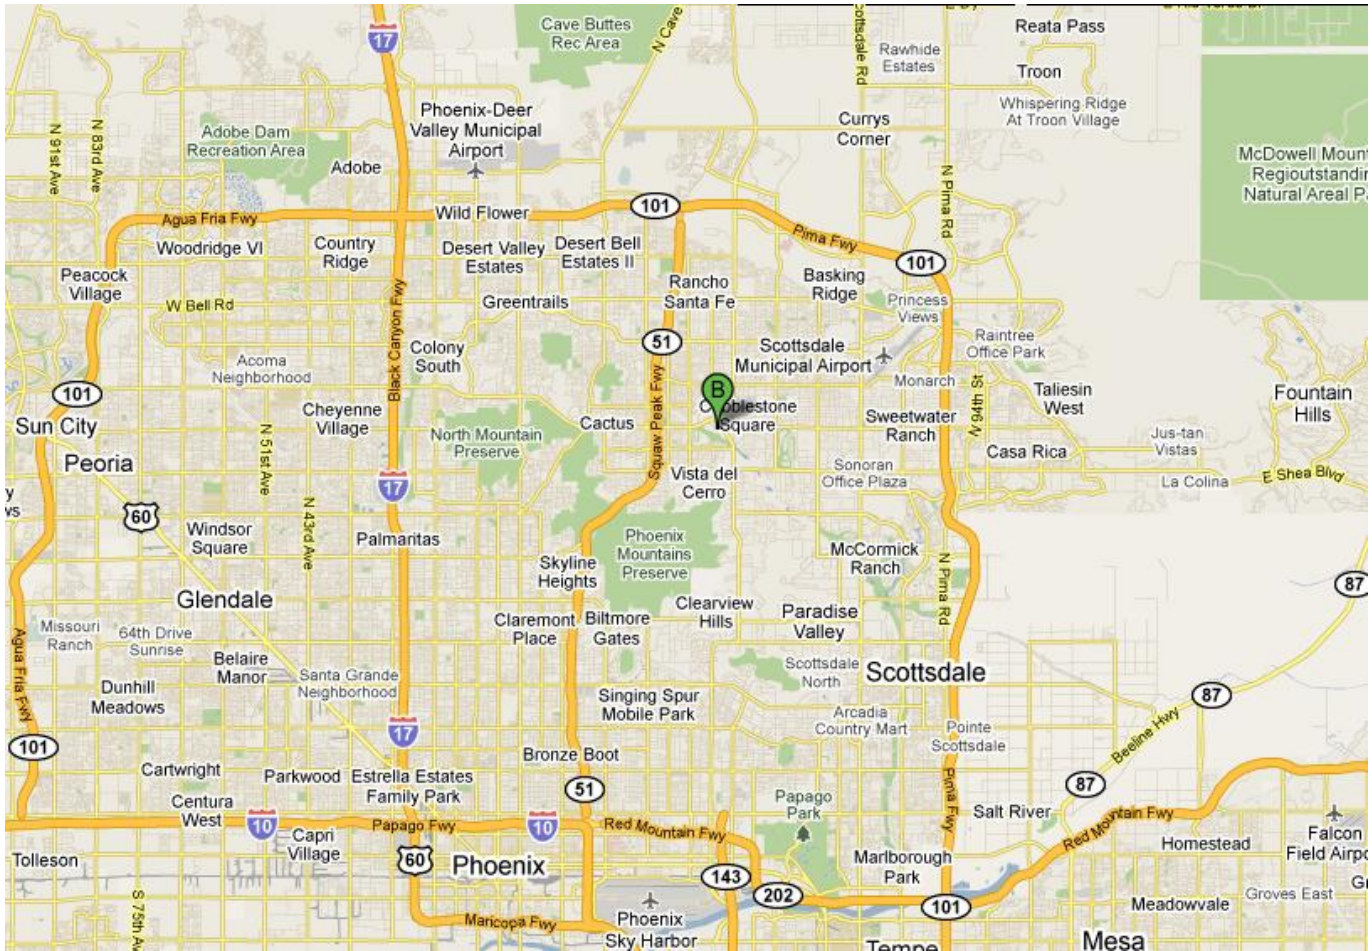 Cave Buttes
Rec Area
N Cave
Scottsdale Rd
Reata Pass
17
Rawhide
Estates
Troon
Phoenix-Deer
Valley Municipal
Airport
Whispering Ridge
At Troon Village
Currys
Corner
N 91st Ave
N 83rd Ave
Adobe Dam
Recreation Area
Adobe
McDowell Mount
Regioutstandin
Natural Areal Pa
N Pima Rd
Agua Fria Fwy
Wild Flower
101
Pima Fwy
Woodridge VI
Country
Ridge
Desert Valley
Estates
Desert Bell
Estates II
101
Peacock
Village
Rancho
Santa Fe
Basking
Ridge
W Bell Rd
Black Canyon Fwy
Greentrails
Princess
Views
51
Colony
South
Scottsdale
Municipal Airport
Raintree
Office Park
Acoma
Neighborhood
Monarch
N 94th St
Taliesin
West
Fountain
Hills
101
B
Squaw Peak Fwy
Cheyenne
Village
Cobblestone
Square
Sun City
Cactus
Sweetwater
Ranch
North Mountain
Preserve
N 51st Ave
Jus-tan
Vistas
Casa Rica
Peoria
17
Vista del
Cerro
Sonoran
Office Plaza
La Colina
E Shea Blvd
60
N 43rd Ave
Windsor
Square
Palmaritas
Phoenix
Mountains
Preserve
McCormick
Ranch
Skyline
Heights
N Pima Rd
87
Glendale
Clearview
Hills
Paradise
Valley
Claremont
Place
Biltmore
Gates
Missouri
Ranch
64th Drive
Sunrise
Agua Fria Fwy
Belaire
Manor
Santa Grande
Neighborhood
Scottsdale
North
Scottsdale
Dunhill
Meadows
Singing Spur
Mobile Park
87
Arcadia
Country Mart
Pointe
Scottsdale
Beeline Hwy
17
101
Bronze Boot
Cartwright
Parkwood
Estrella Estates
Family Park
51
87
Pima Fwy
Papago
Park
Centura
West
Salt River
10
Papago Fwy
10
Red Mountain Fwy
Red Mountain Fwy
Capri
Village
Homestead
Falcon
Field Airpo
Tolleson
60
Phoenix
Marlborough
Park
143
202
101
Groves East
Meadowvale
S 75th Av
Maricopa Fwy
Phoenix
Sky Harbor
Tempe
Mesa